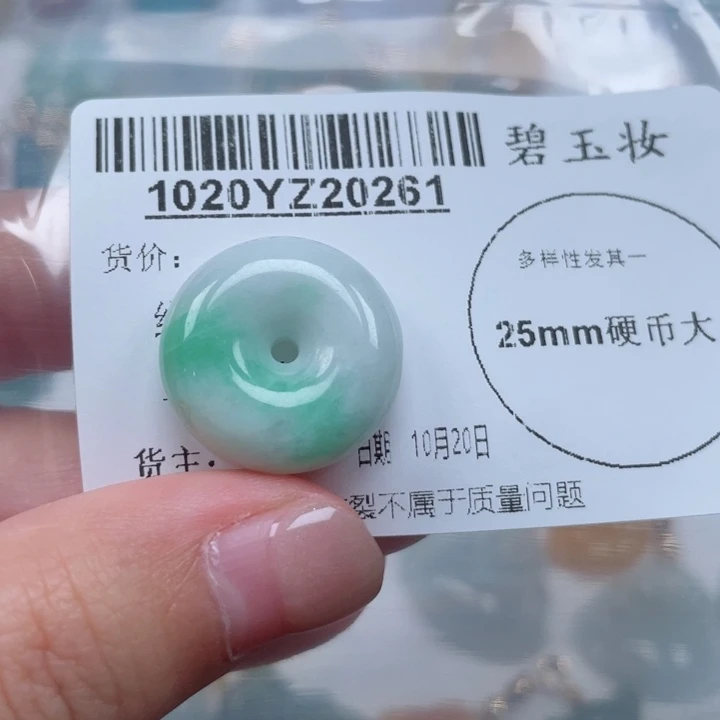 碧玉妆
1020YZ20261
货价:
多样性发其一
25mm硬币大
货主:
日期 10月20日
裂不属于质量问题